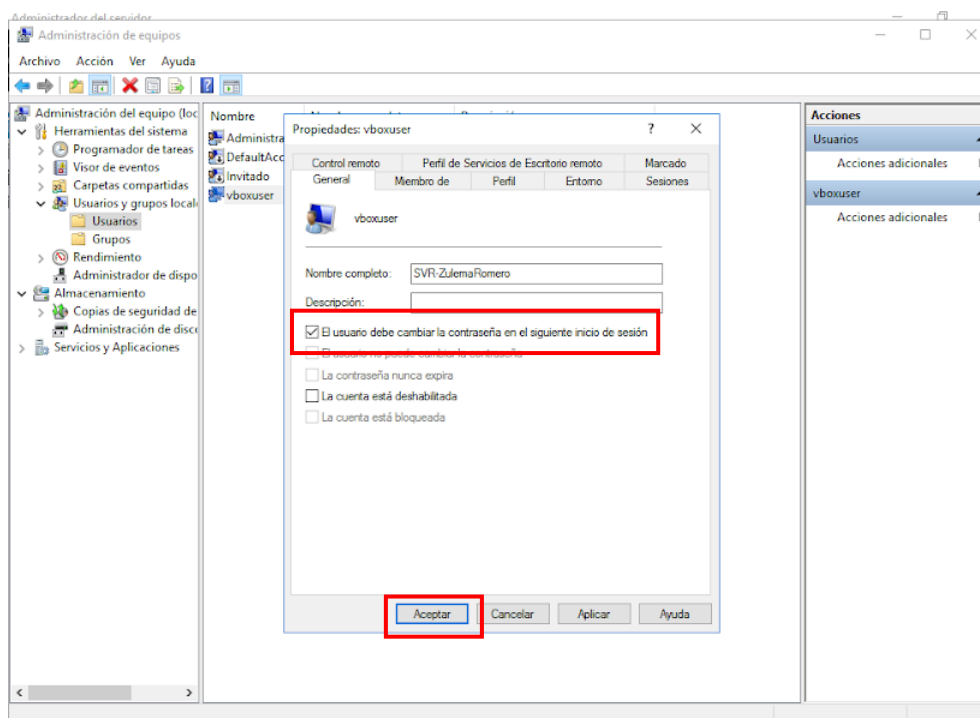 Administrador del servidor
Administración de equipos
Archivo Acción Ver Ayuda
Administración del equipo (loc
Herramientas del sistema
Programador de tareas
Visor de eventos
Carpetas compartidas
Usuarios y grupos locale
Usuarios
Grupos
Rendimiento
Administrador de dispo
Almacenamiento
Copias de seguridad de
Administración de disco
Servicios y Aplicaciones
Nombre
Administra
DefaultAcc
Invitado
vboxuser
Propiedades: vboxuser
Control remoto Perfil de Servicios de Escritorio remoto Marcado
General Miembro de Perfil Entorno Sesiones
vboxuser
Nombre completo: SVR-ZulemaRomero
Descripción:
El usuario debe cambiar la contraseña en el siguiente inicio de sesión
El usuario no puede cambiar la contraseña
La contraseña nunca expira
La cuenta está deshabilitada
La cuenta está bloqueada
Aceptar Cancelar Aplicar Ayuda
Acciones
Usuarios
Acciones adicionales
vboxuser
Acciones adicionales